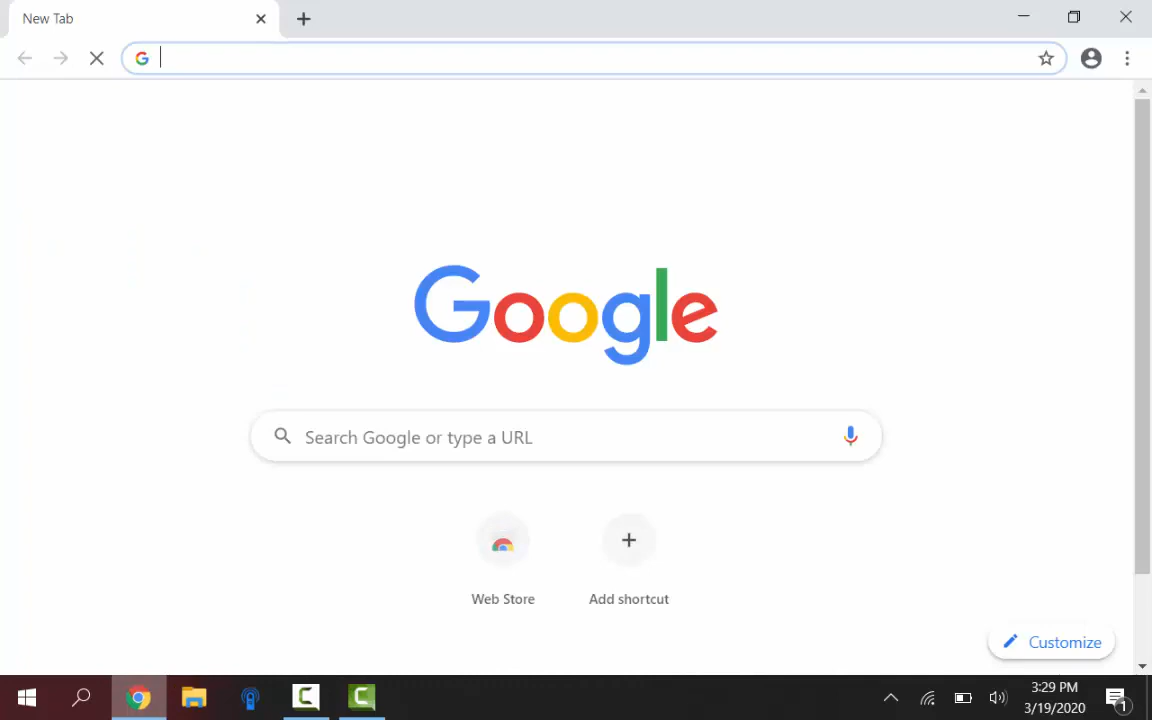 New Tab
Google
Search Google or type a URL
Web Store
Add shortcut
Customize
3:29 PM
3/19/2020
1